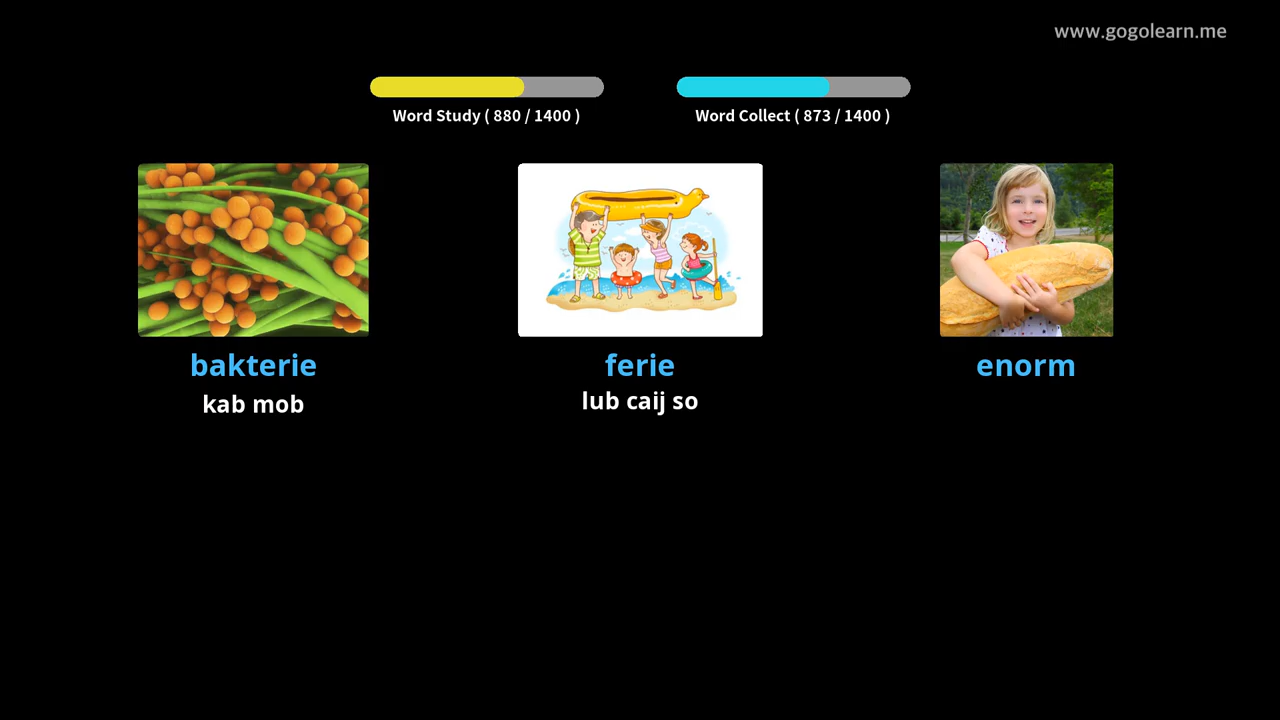 www.gogolearn.me
Word Study ( 880 / 1400 )
Word Collect ( 873 / 1400 )
bakterie
kab mob
ferie
lub caij so
enorm